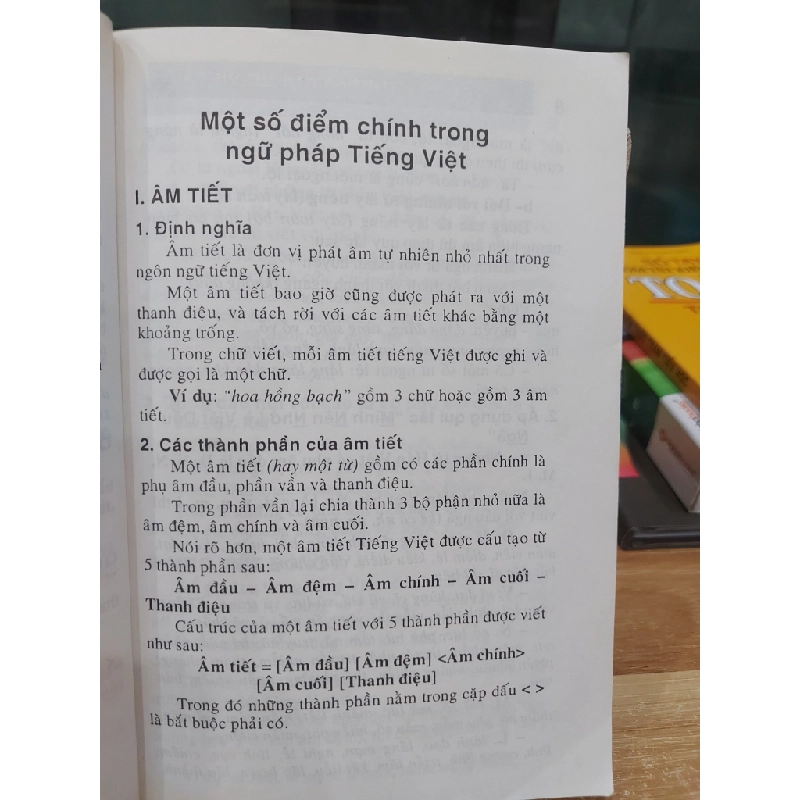 Một số điểm chính trong
ngữ pháp Tiếng Việt
I. ÂM TIẾT
1. Định nghĩa
Âm tiết là đơn vị phát âm tự nhiên nhỏ nhất trong
ngôn ngữ tiếng Việt.
Một âm tiết bao giờ cũng được phát ra với một
thanh điệu, và tách rời với các âm tiết khác bằng một
khoảng trống.
Trong chữ viết, mỗi âm tiết tiếng Việt được ghi và
được gọi là một chữ.
Ví dụ: "hoa hồng bạch" gồm 3 chữ hoặc gồm 3 âm
tiết.
2. Các thành phần của âm tiết
Một âm tiết (hay một từ) gồm có các phần chính là
phụ âm đầu, phần vần và thanh điệu.
Trong phần vần lại chia thành 3 bộ phận nhỏ nữa là
âm đệm, âm chính và âm cuối.
Nói rõ hơn, một âm tiết Tiếng Việt được cấu tạo từ
5 thành phần sau:
Âm đầu – Âm đệm – Âm chính – Âm cuối –
Thanh điệu
Cấu trúc của một âm tiết với 5 thành phần được viết
như sau:
Âm tiết = [Âm đầu] [Âm đệm] <Âm chính>
[Âm cuối] [Thanh điệu]
Trong đó những thành phần nằm trong cặp dấu < >
là bắt buộc phải có.